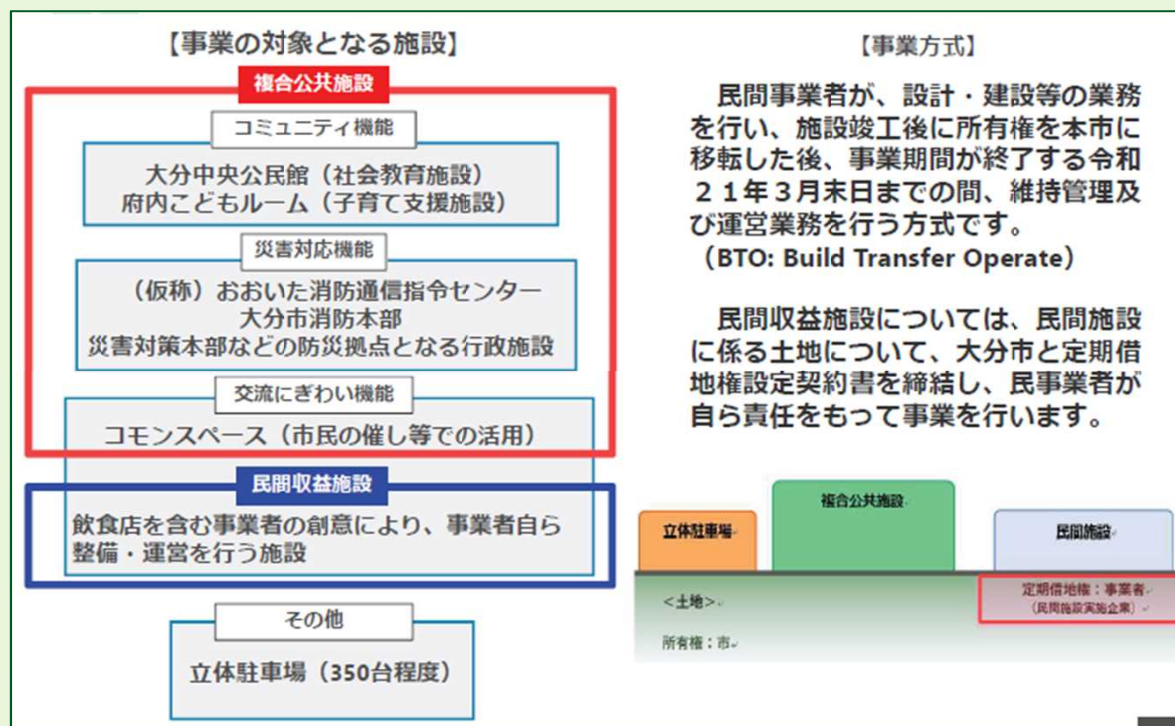 【事業の対象となる施設】
複合公共施設
コミュニティ機能
大分中央公民館（社会教育施設）
府内こどもルーム（子育て支援施設）
災害対応機能
（仮称）おおいた消防通信指令センター
大分市消防本部
災害対策本部などの防災拠点となる行政施設
交流にぎわい機能
コモンスペース（市民の催し等での活用）
民間収益施設
飲食店を含む事業者の創意により、事業者自ら
整備・運営を行う施設
その他
立体駐車場（350台程度）
【事業方式】
民間事業者が、設計・建設等の業務
を行い、施設竣工後に所有権を本市に
移転した後、事業期間が終了する令和
２１年３月末日までの間、維持管理及
び運営業務を行う方式です。
（BTO: Build Transfer Operate）
民間収益施設については、民間施設
に係る土地について、大分市と定期借
地権設定契約書を締結し、民事業者が
自ら責任をもって事業を行います。
立体駐車場
複合公共施設
民間施設
＜土地＞
定期借地権：事業者
（民間施設実施企業）
所有権：市